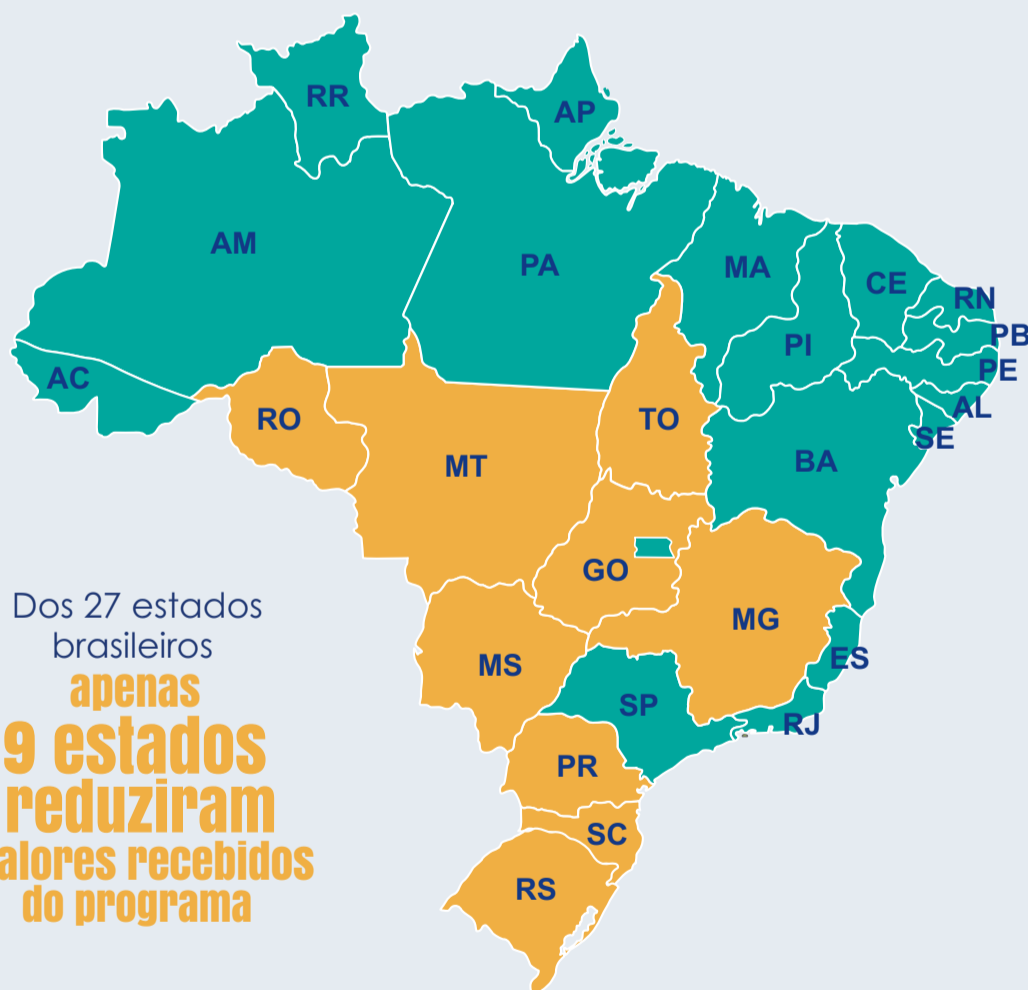 RR
AP
AM
PA
MA
CE
RN
PB
PI
PE
AC
AL
RO
TO
SE
BA
MT
GO
MG
ES
MS
SP
RJ
PR
SC
RS
Dos 27 estados
brasileiros
apenas
9 estados
reduziram
alores recebidos
do programa